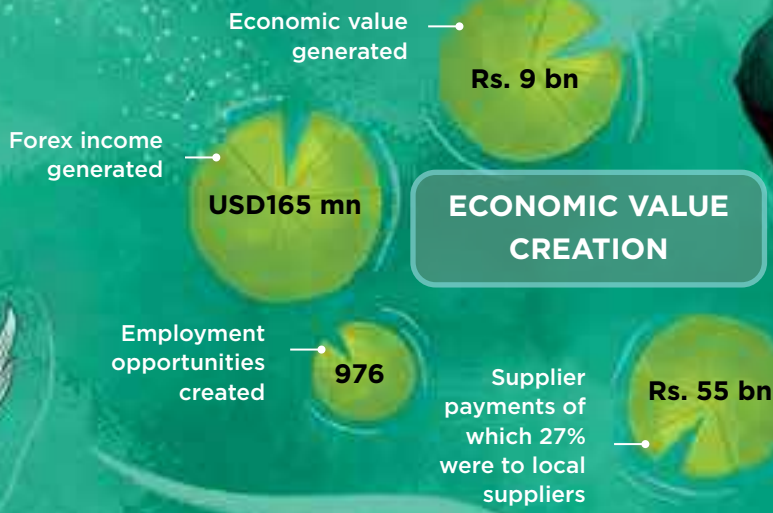 Economic value
generated
Rs. 9 bn
Forex income
generated
USD165 mn
ECONOMIC VALUE
CREATION
Employment
opportunities
created
976
Supplier
payments of
which 27%
were to local
suppliers
Rs. 55 bn